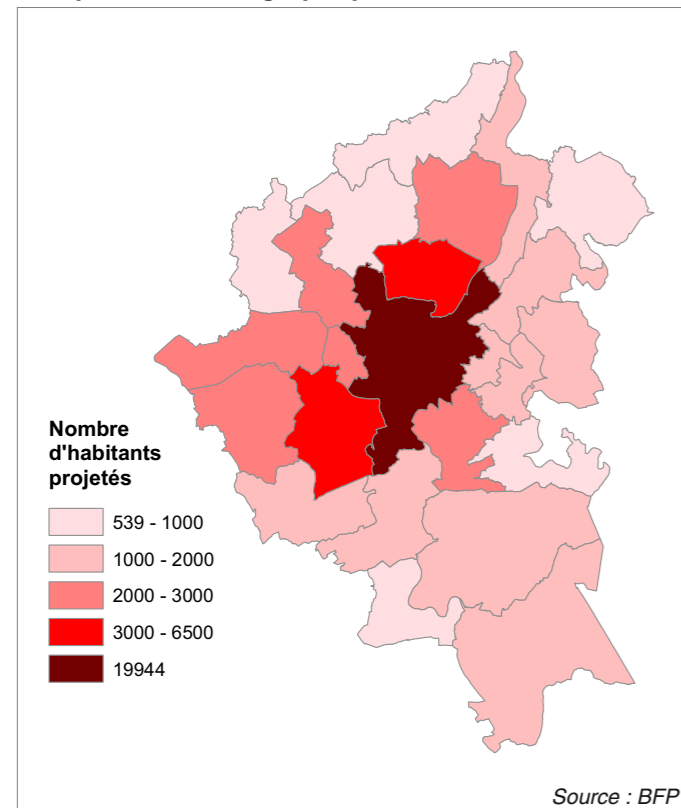 Nombre
d'habitants
projetés
539 - 1000
1000 - 2000
2000 - 3000
3000 - 6500
19944
Source : BFP